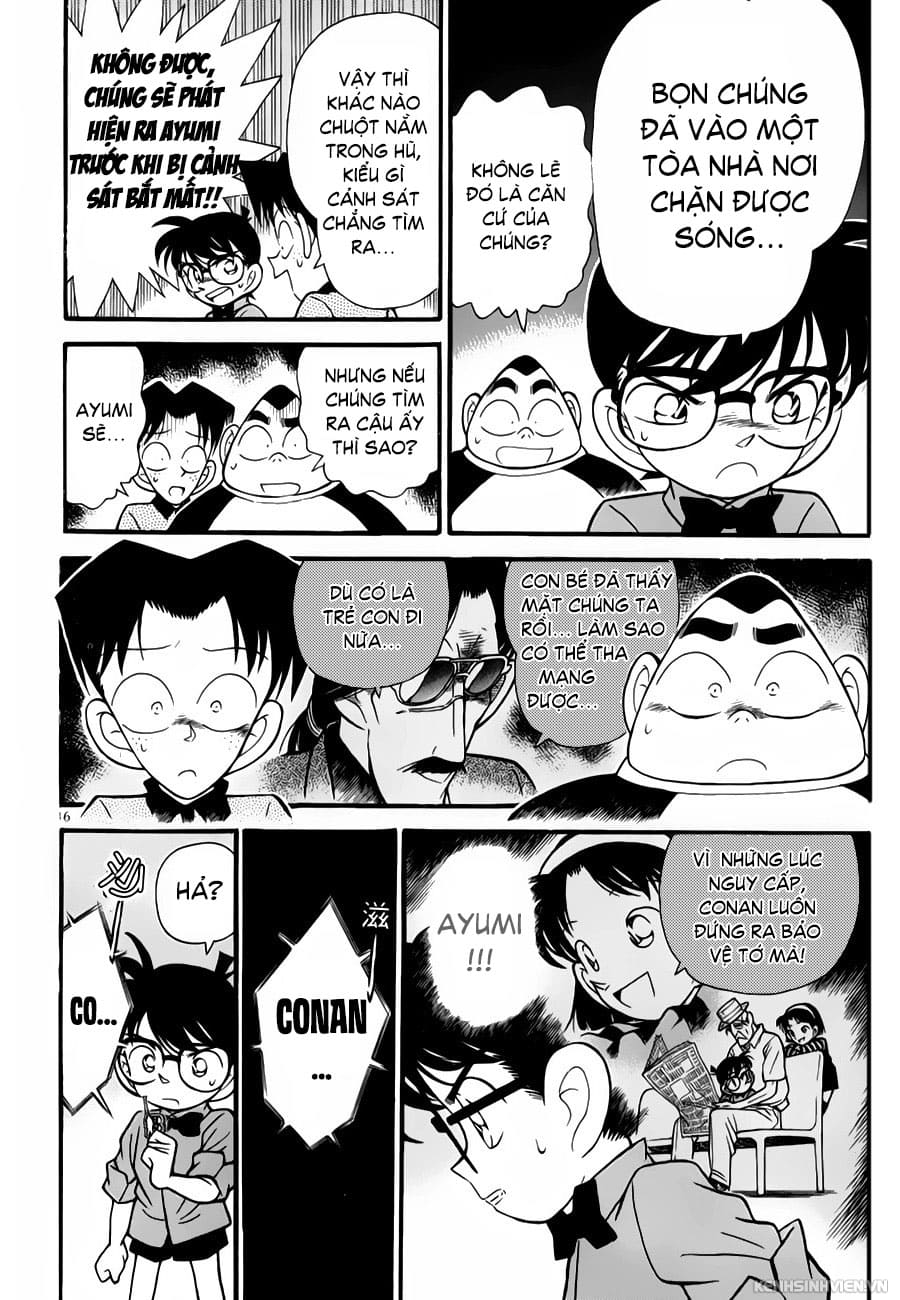 BỌN CHÚNG
ĐÃ VÀO MỘT
TÒA NHÀ NƠI
CHẶN ĐƯỢC
SÓNG...
KHÔNG LẼ
ĐÓ LÀ CĂN
CỨ CỦA
CHÚNG?
VẬY THÌ
KHÁC NÀO
CHUỘT NẰM
TRONG HŨ,
KIỂU GÌ
CẢNH SÁT
CHẲNG TÌM
RA...
KHÔNG ĐƯỢC,
CHÚNG SẼ PHÁT
HIỆN RA AYUMI
TRƯỚC KHI BỊ CẢNH
SÁT BẮT MẤT!!
NHƯNG NẾU
CHÚNG TÌM
RA CẬU ẤY
THÌ SAO?
AYUMI
SẼ...
CON BÉ ĐÃ THẤY
MẶT CHÚNG TA
RỒI... LÀM SAO
CÓ THỂ THA
MẠNG
ĐƯỢC...
DÙ CÓ LÀ
TRẺ CON ĐI
NỮA...
16
VÌ NHỮNG LÚC
NGUY CẤP,
CONAN LUÔN
ĐỨNG RA BẢO
VỆ TỚ MÀ!
AYUMI
!!!
滋
CONAN
...
HẢ?
CO...
KENHSINHVIEN.VN